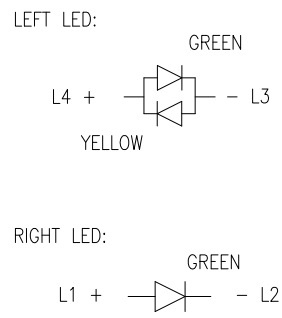 LEFT LED:
GREEN
L4 + - L3
YELLOW
RIGHT LED:
GREEN
L1 + - L2